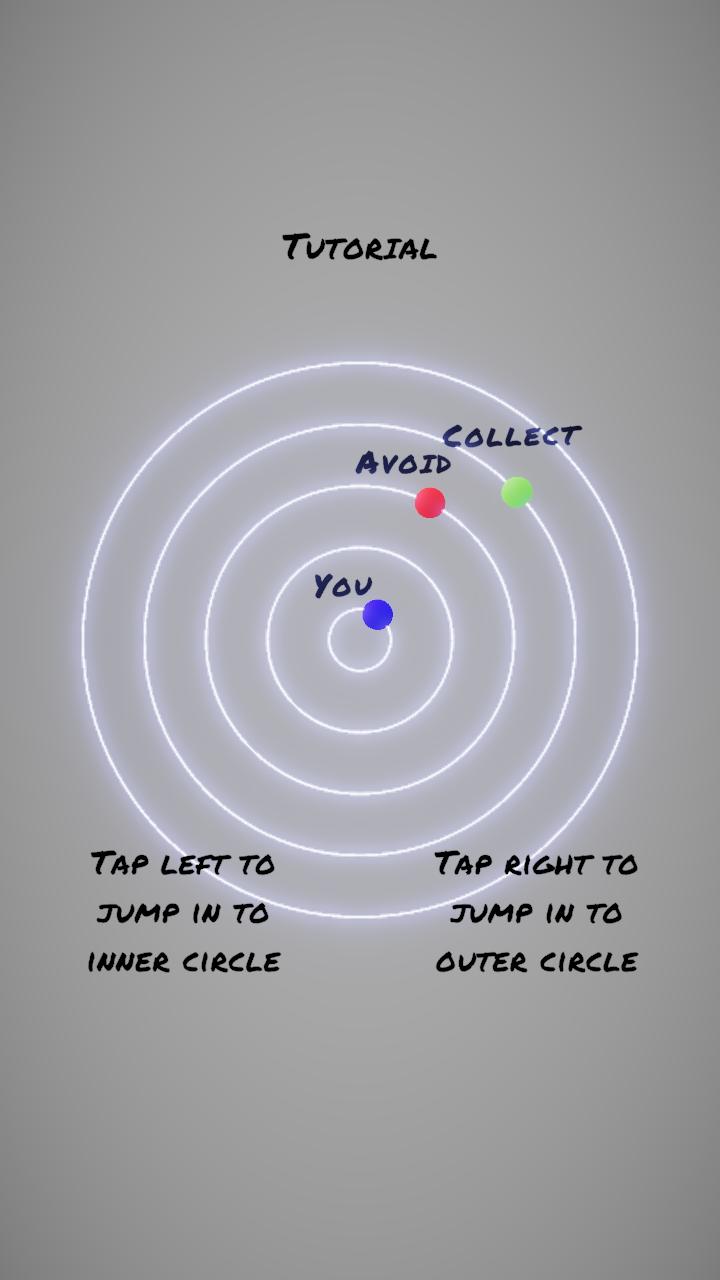 Tutorial
Collect
Avoid
You
Tap left to
jump in to
inner circle
Tap right to
jump in to
outer circle